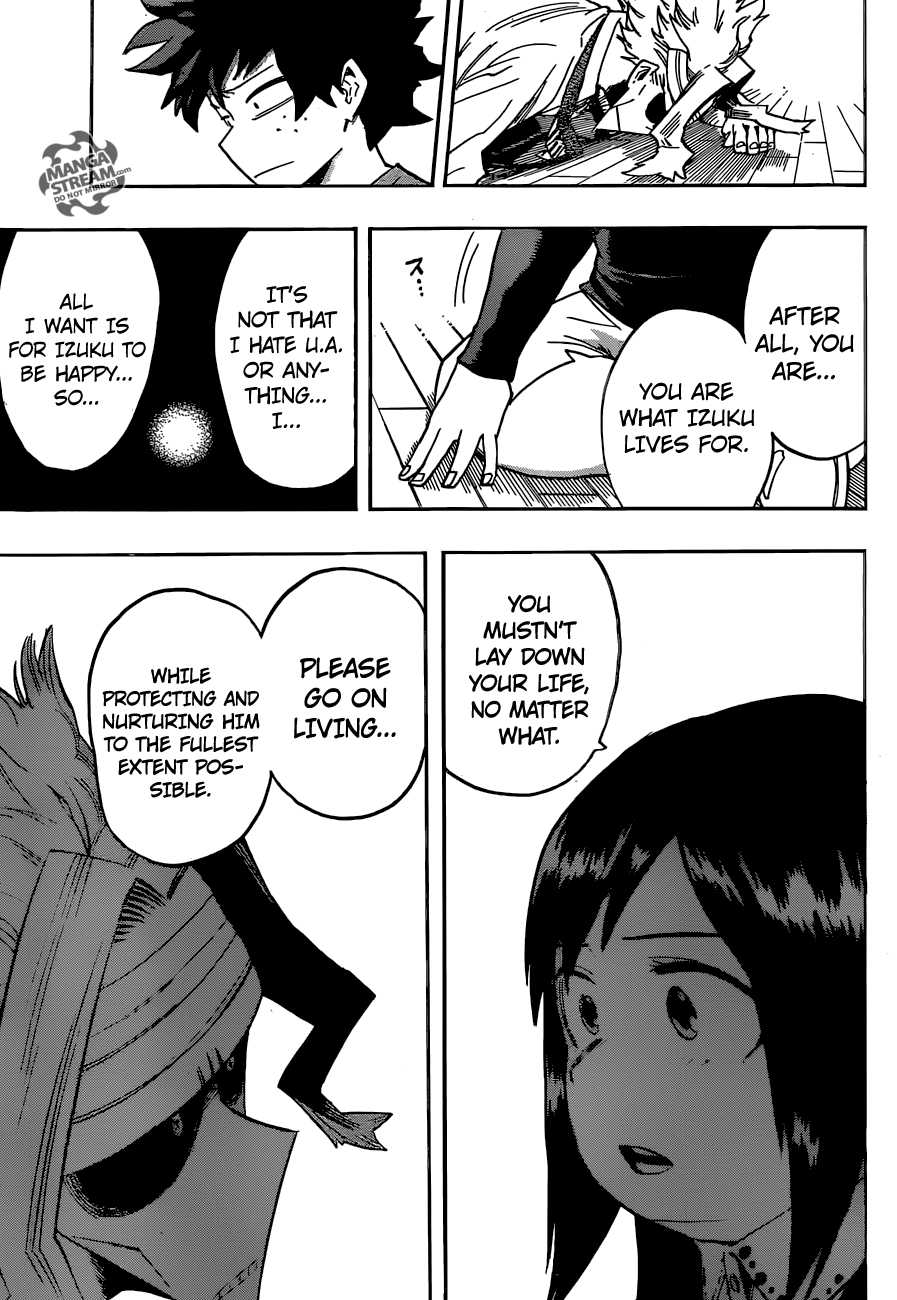 MANGA
STREAM.com
DO NOT MIRROR
AFTER
ALL, YOU
ARE...
YOU ARE
WHAT IZUKU
LIVES FOR.
ス...
IT'S
NOT THAT
I HATE U.A.
OR ANY-
THING...
I...
ALL
I WANT IS
FOR IZUKU TO
BE HAPPY...
SO...
YOU
MUSTN'T
LAY DOWN
YOUR LIFE,
NO MATTER
WHAT.
PLEASE
GO ON
LIVING...
WHILE
PROTECTING AND
NURTURING HIM
TO THE FULLEST
EXTENT POS-
SIBLE.